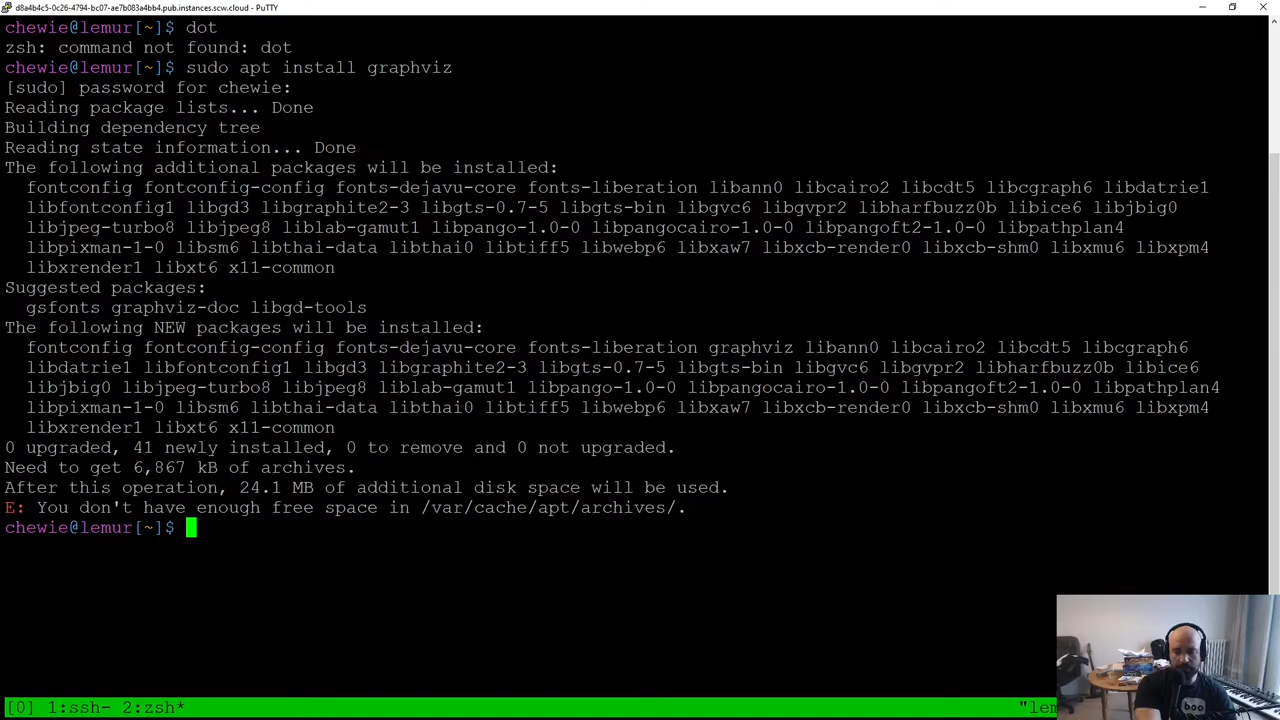 d8a4b4c5-0c26-4794-bc07-ae7b083a4bb4.pub.instances.scw.cloud - PuTTY
chewie@lemur[~]$ dot
zsh: command not found: dot
chewie@lemur[~]$ sudo apt install graphviz
[sudo] password for chewie:
Reading package lists... Done
Building dependency tree
Reading state information... Done
The following additional packages will be installed:
  fontconfig fontconfig-config fonts-dejavu-core fonts-liberation libann0 libcairo2 libcdt5 libcgraph6 libdatrie1
  libfontconfig1 libgd3 libgraphite2-3 libgts-0.7-5 libgts-bin libgvc6 libgvpr2 libharfbuzz0b libice6 libjbig0
  libjpeg-turbo8 libjpeg8 liblab-gamut1 libpango-1.0-0 libpangocairo-1.0-0 libpangoft2-1.0-0 libpathplan4
  libpixman-1-0 libsm6 libthai-data libthai0 libtiff5 libwebp6 libxaw7 libxcb-render0 libxcb-shm0 libxmu6 libxpm4
  libxrender1 libxt6 x11-common
Suggested packages:
  gsfonts graphviz-doc libgd-tools
The following NEW packages will be installed:
  fontconfig fontconfig-config fonts-dejavu-core fonts-liberation graphviz libann0 libcairo2 libcdt5 libcgraph6
  libdatrie1 libfontconfig1 libgd3 libgraphite2-3 libgts-0.7-5 libgts-bin libgvc6 libgvpr2 libharfbuzz0b libice6
  libjbig0 libjpeg-turbo8 libjpeg8 liblab-gamut1 libpango-1.0-0 libpangocairo-1.0-0 libpangoft2-1.0-0 libpathplan4
  libpixman-1-0 libsm6 libthai-data libthai0 libtiff5 libwebp6 libxaw7 libxcb-render0 libxcb-shm0 libxmu6 libxpm4
  libxrender1 libxt6 x11-common
0 upgraded, 41 newly installed, 0 to remove and 0 not upgraded.
Need to get 6,867 kB of archives.
After this operation, 24.1 MB of additional disk space will be used.
E: You don't have enough free space in /var/cache/apt/archives/.
chewie@lemur[~]$
boo
[0] 1:ssh- 2:zsh* "lem